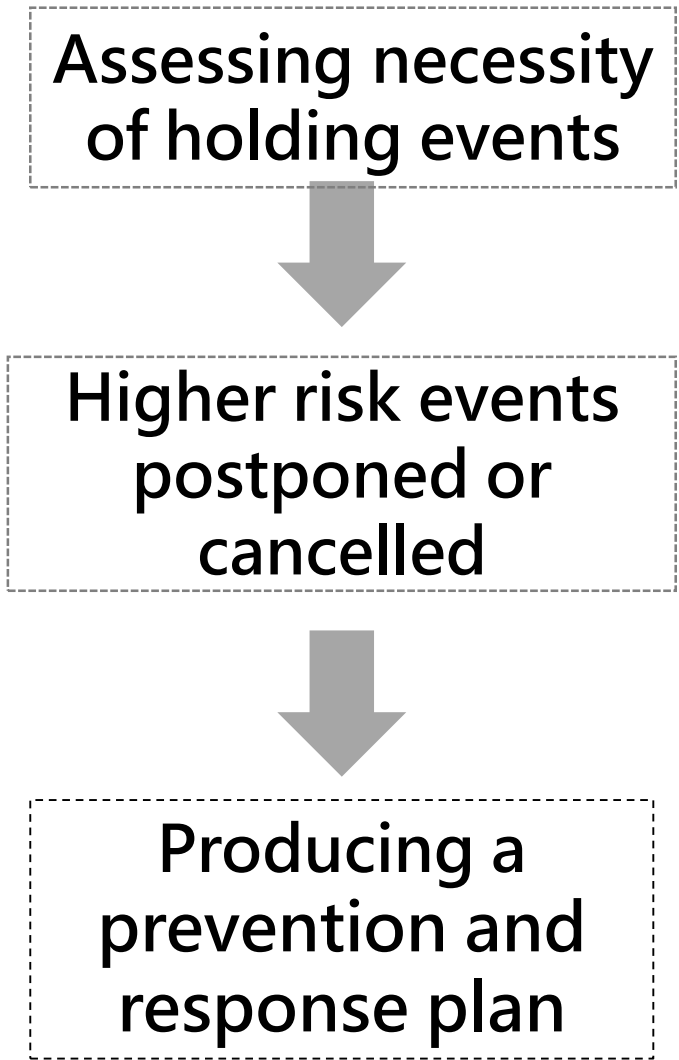 Assessing necessity
of holding events
Higher risk events
postponed or
cancelled
Producing a
prevention and
response plan